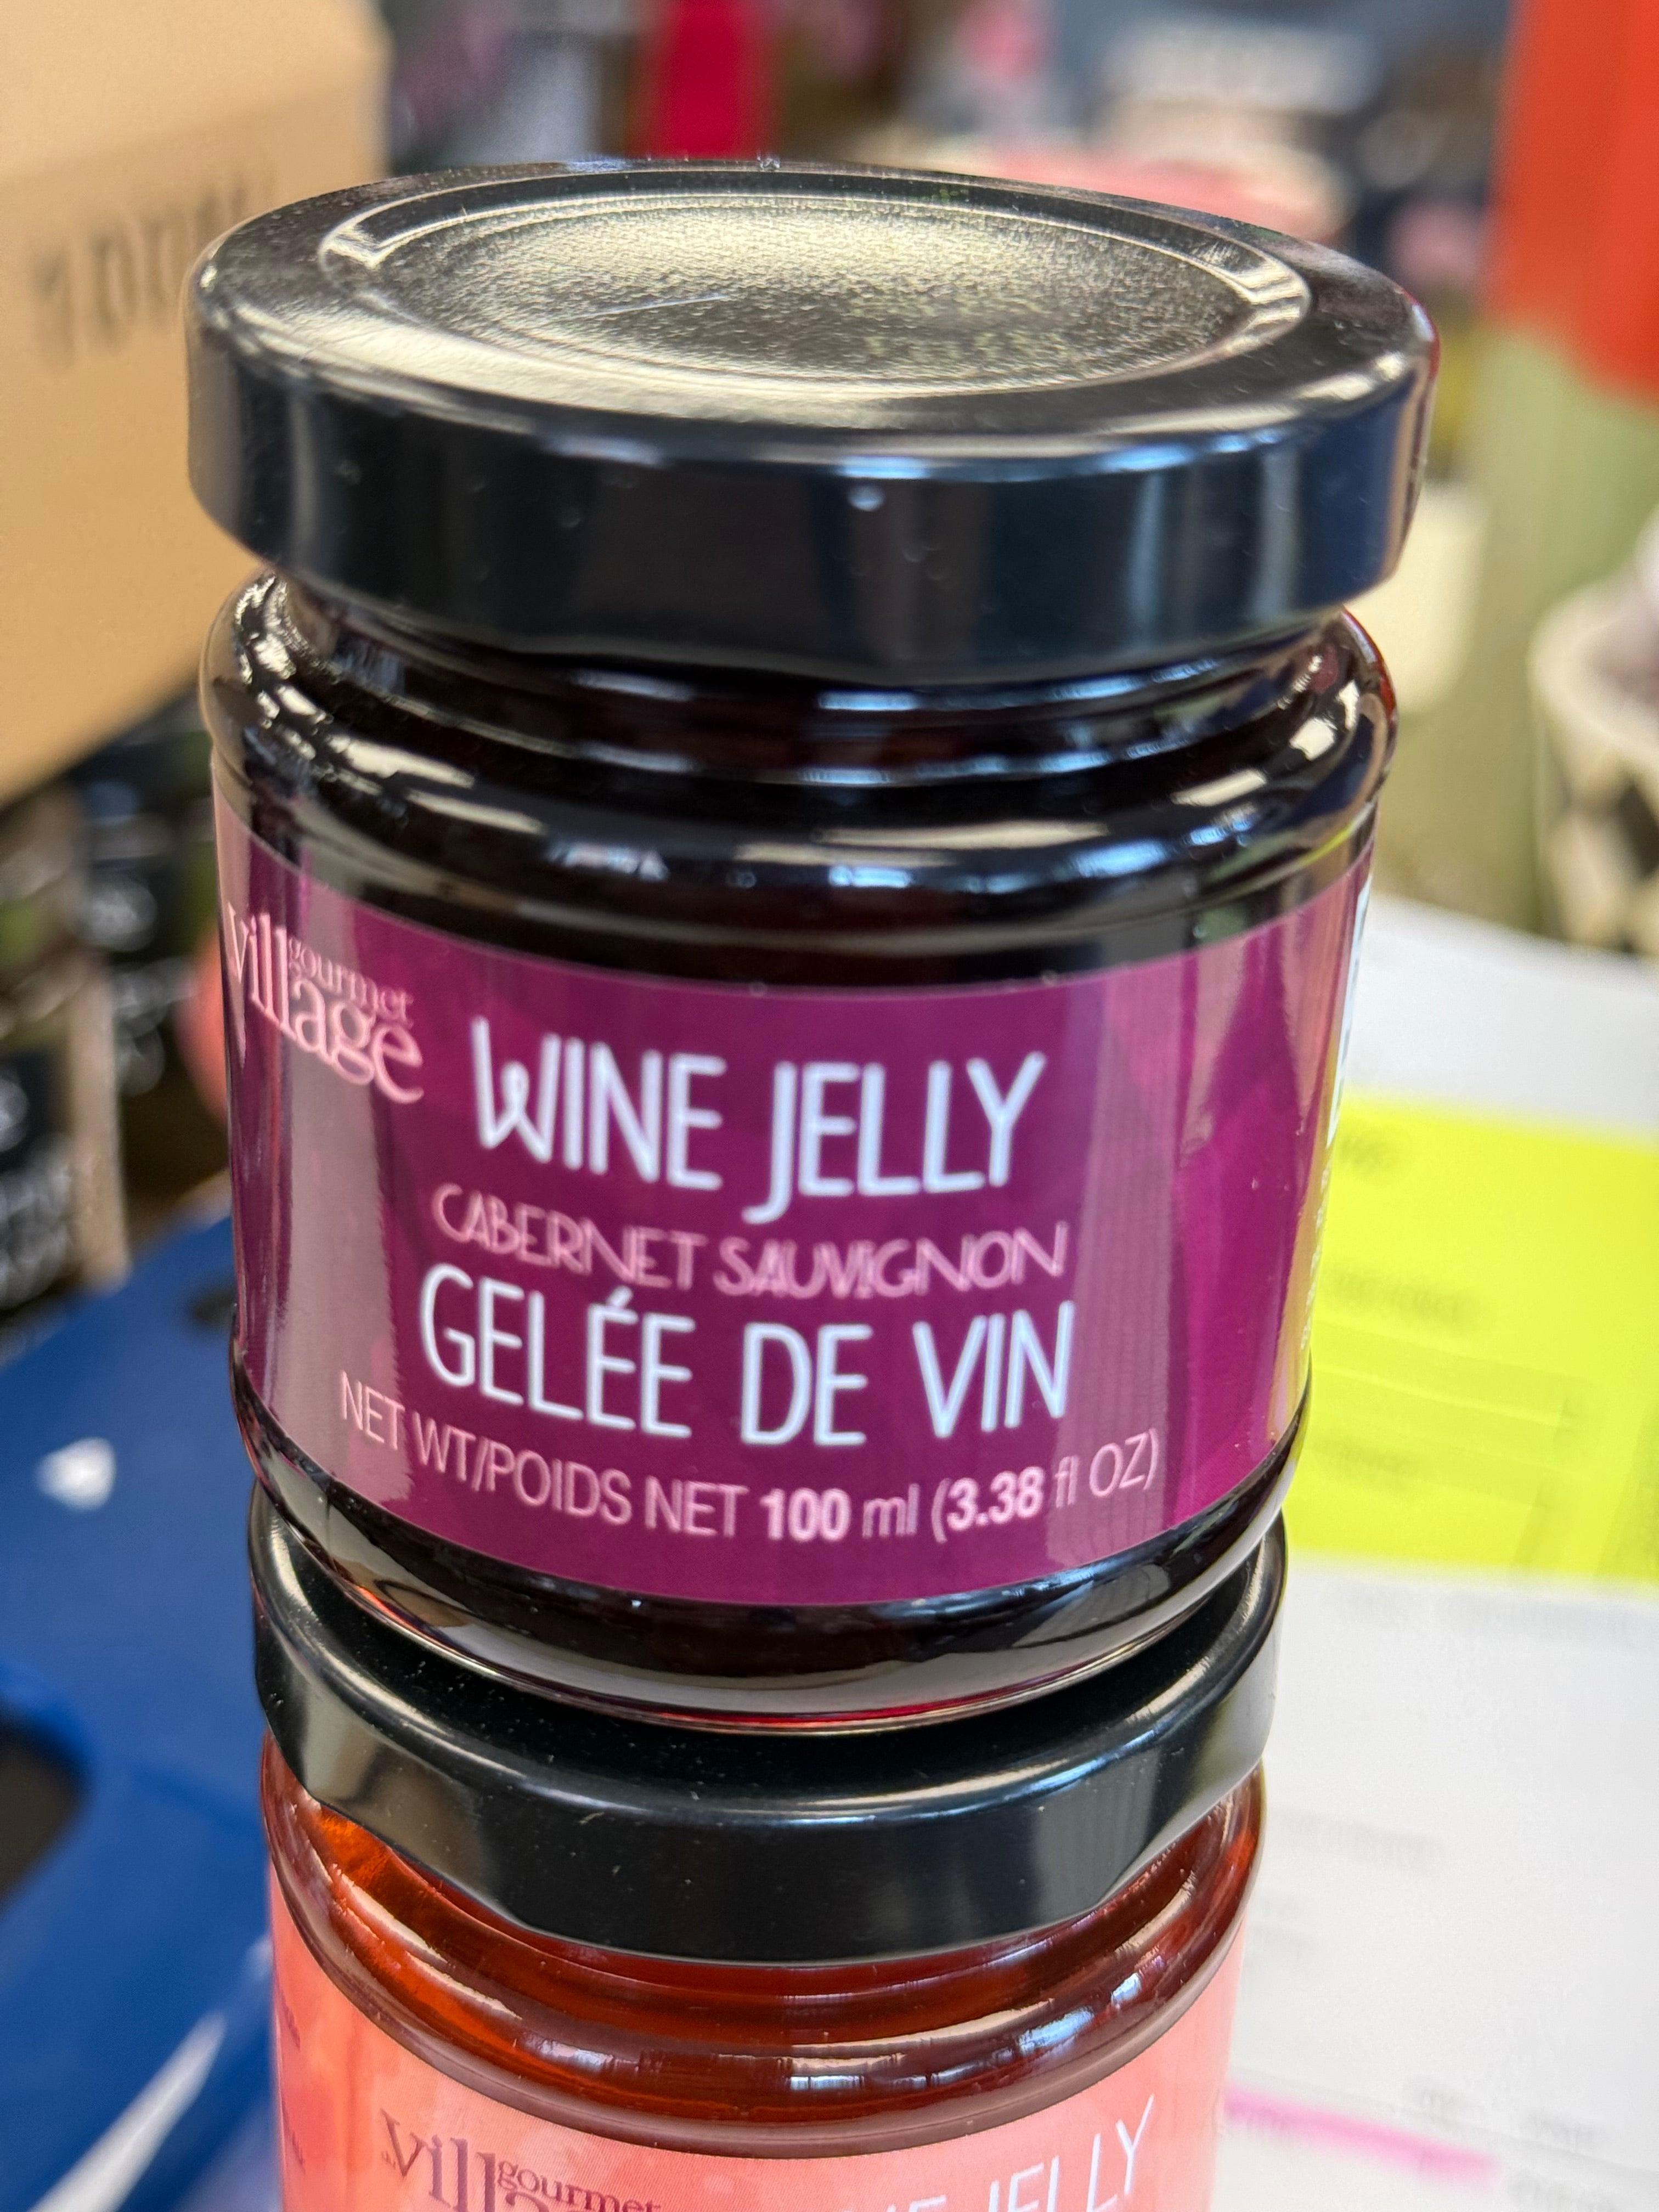 gourmet
village
WINE JELLY
CABERNET SAUVIGNON
GELÉE DE VIN
NET WT/POIDS NET 100 ml (3.38 fl OZ)
gourmet
JELLY